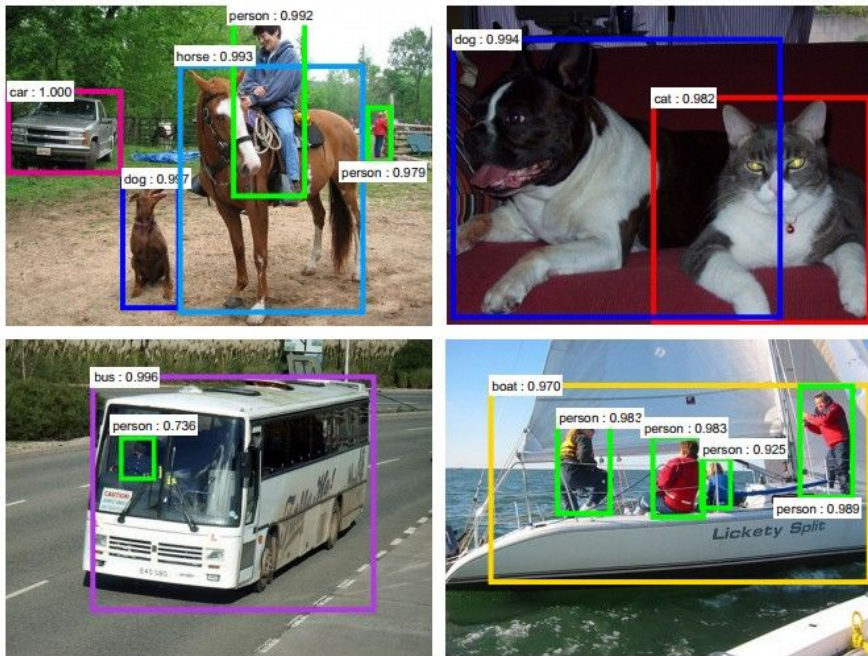 person : 0.992
horse : 0.993
car : 1.000
person : 0.979
dog : 0.997
dog : 0.994
cat : 0.982
bus : 0.996
person : 0.736
CAUTION
boat : 0.970
person : 0.983
person : 0.983
person : 0.925
person : 0.989
Lickety Split